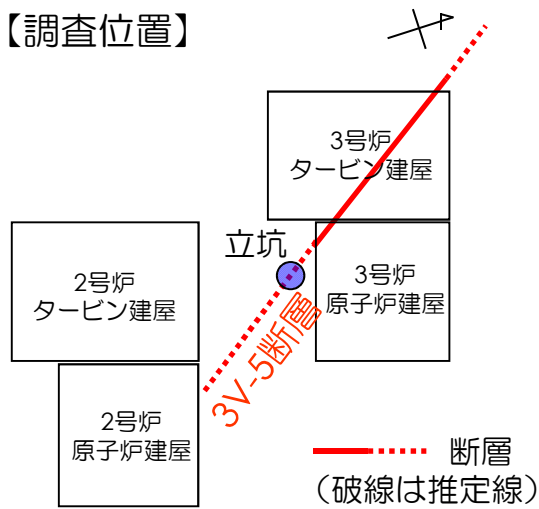 【調査位置】
3号炉
タービン建屋
立坑
2号炉
タービン建屋
3号炉
原子炉建屋
3V-5断層
2号炉
原子炉建屋
断層
（破線は推定線）